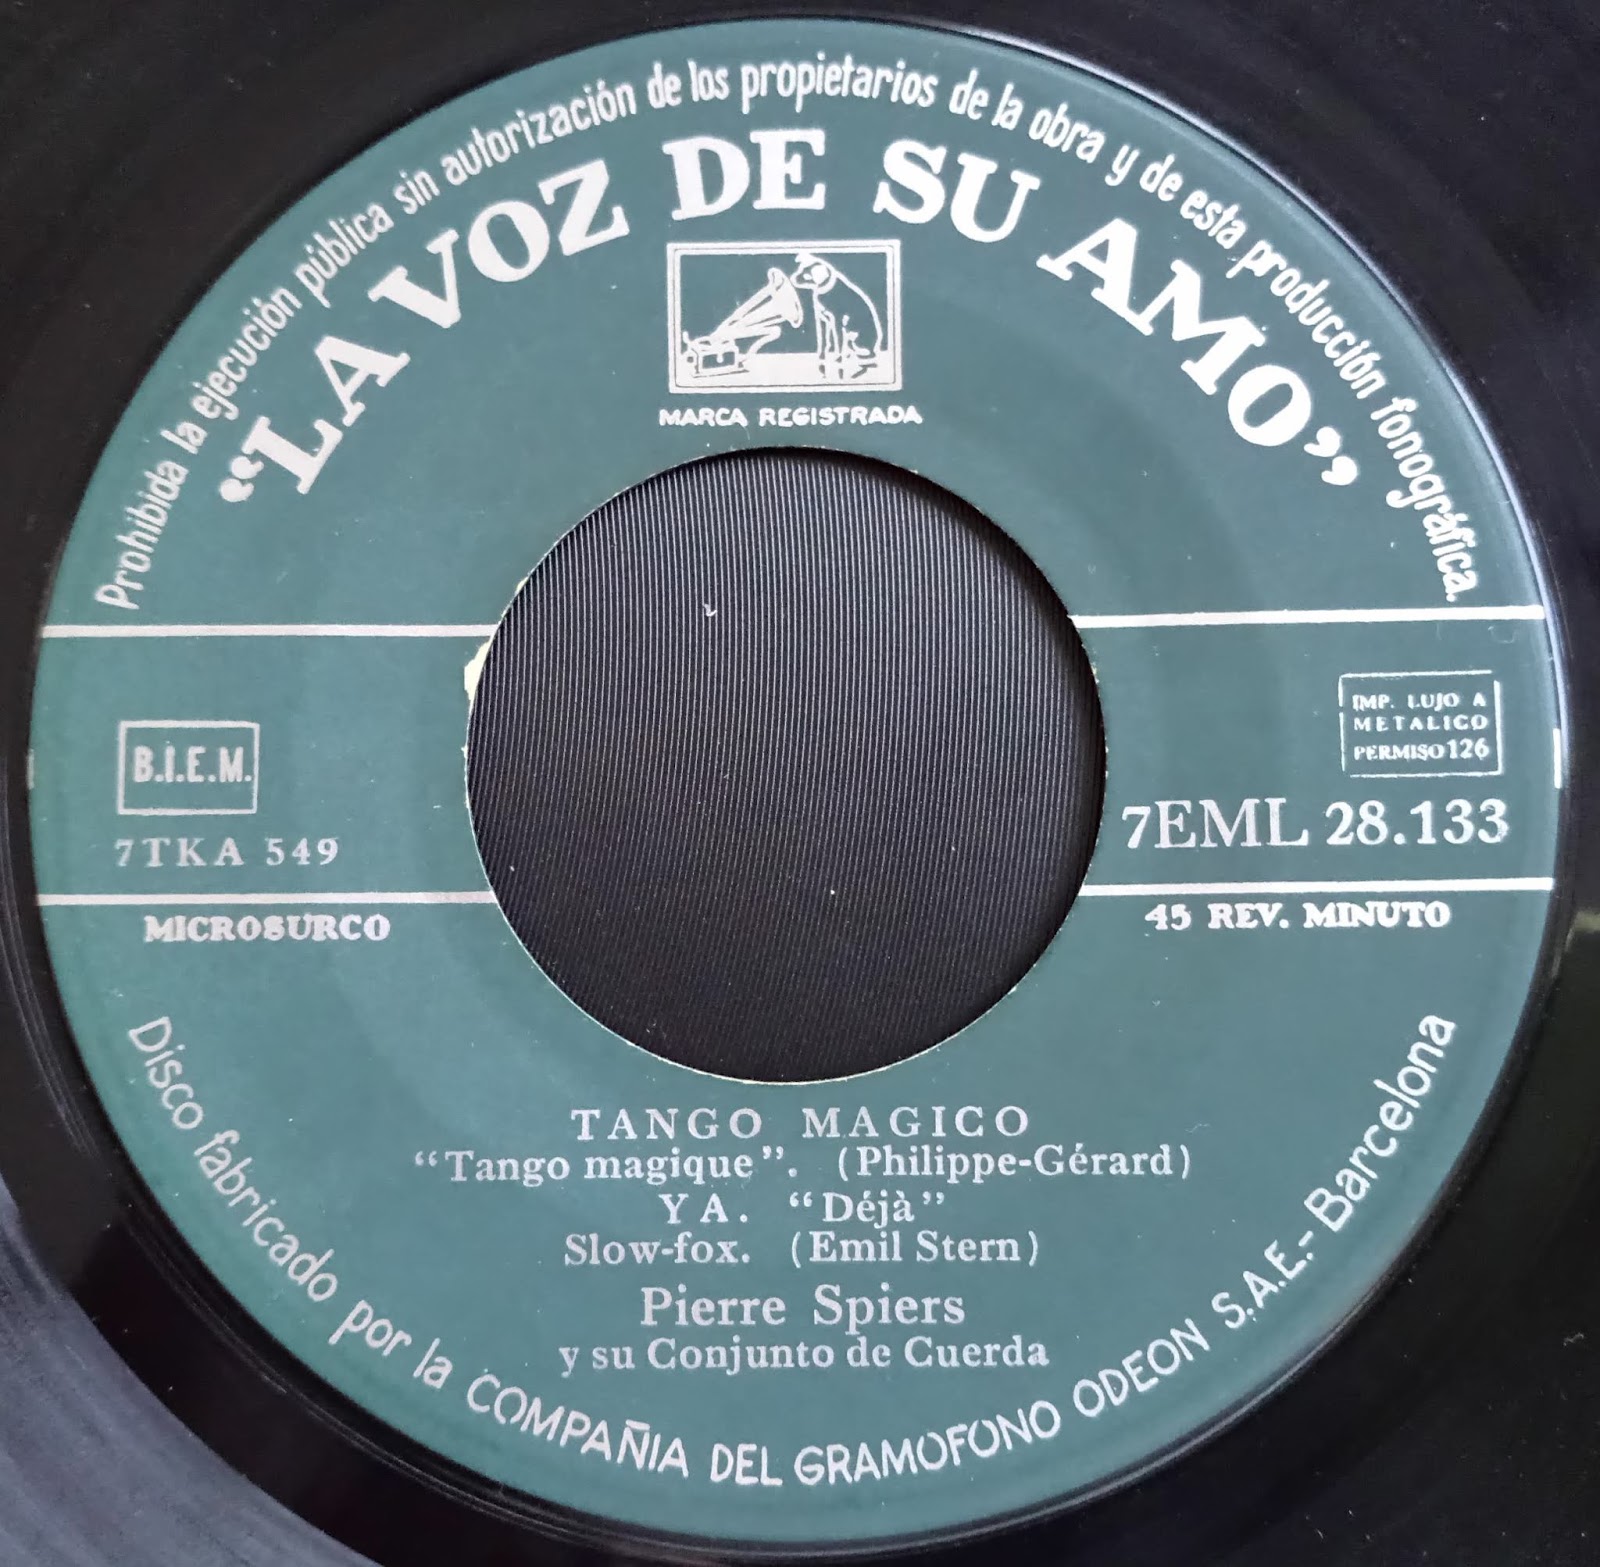 Prohibida la ejecución pública sin autorización de los propietarios de la obra y de esta producción fonográfica.
“LA VOZ DE SU AMO”
MARCA REGISTRADA
B.I.E.M.
7TKA 549
IMP. LUJO A
METALICO
PERMISO 126
7EML 28.133
MICROSURCO
45 REV. MINUTO
TANGO MAGICO
“Tango magique”. (Philippe-Gérard)
YA. “Déjà”
Slow-fox. (Emil Stern)
Pierre Spiers
y su Conjunto de Cuerda
Disco fabricado por la COMPAÑIA DEL GRAMOFONO ODEON S.A.E.-Barcelona